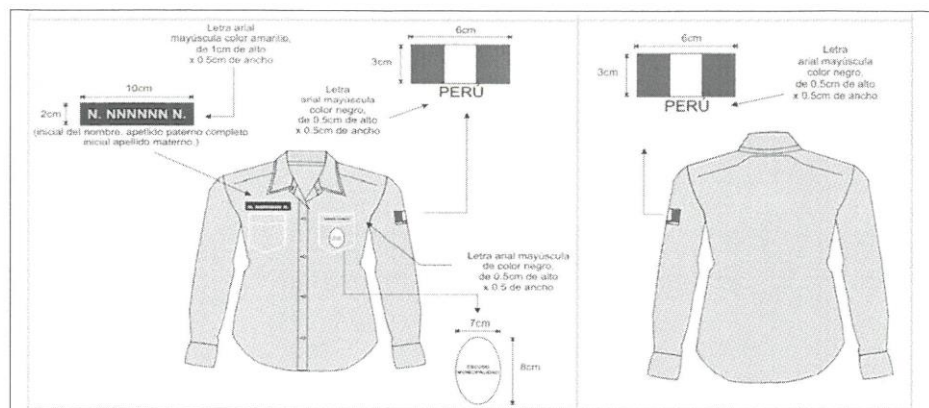 Letra arial
mayúscula color amarillo,
de 1cm de alto
x 0.5cm de ancho
10cm
2cm
N. NNNNNN N.
(inicial del nombre, apellido paterno completo
inicial apellido materno.)
6cm
3cm
PERÚ
Letra
arial mayúscula
color negro,
de 0.5cm de alto
x 0.5cm de ancho
N. NNNNNN N.
Letra arial mayúscula
de color negro,
de 0.5cm de alto
x 0.5 de ancho
7cm
8cm
ESCUDO
MUNICIPALIDAD
6cm
3cm
PERÚ
Letra
arial mayúscula
color negro,
de 0.5cm de alto
x 0.5cm de ancho